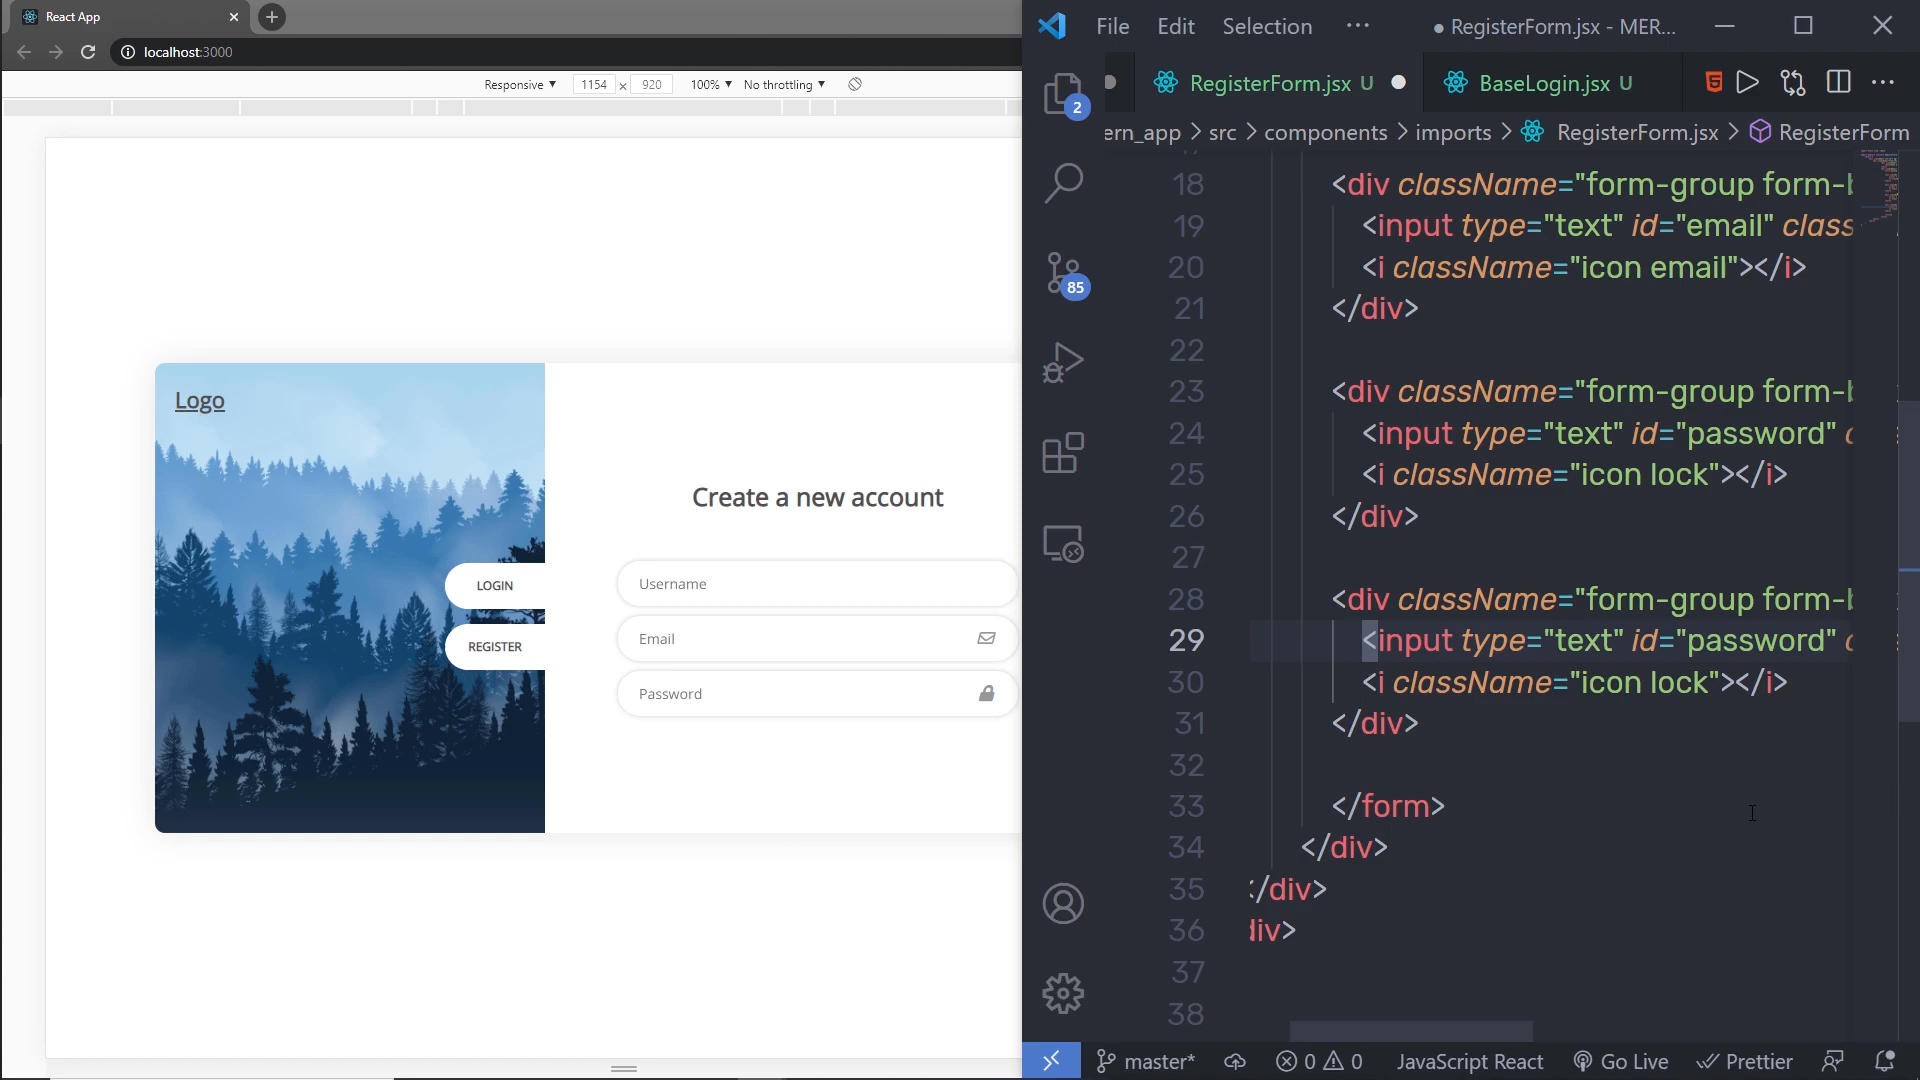 React App
localhost:3000
Responsive 1154 x 920 100% No throttling
Logo
LOGIN
REGISTER
Create a new account
Username
Email
Password
File Edit Selection ··· ● RegisterForm.jsx - MER...
RegisterForm.jsx U BaseLogin.jsx U
2
85
ern_app > src > components > imports > RegisterForm.jsx > RegisterForm
18 <div className="form-group form-b
19 <input type="text" id="email" class
20 <i className="icon email"></i>
21 </div>
22
23 <div className="form-group form-b
24 <input type="text" id="password" c
25 <i className="icon lock"></i>
26 </div>
27
28 <div className="form-group form-b
29 <input type="text" id="password" c
30 <i className="icon lock"></i>
31 </div>
32
33 </form>
34 </div>
35 /div>
36 div>
37
38
master* 0 0 JavaScript React Go Live Prettier